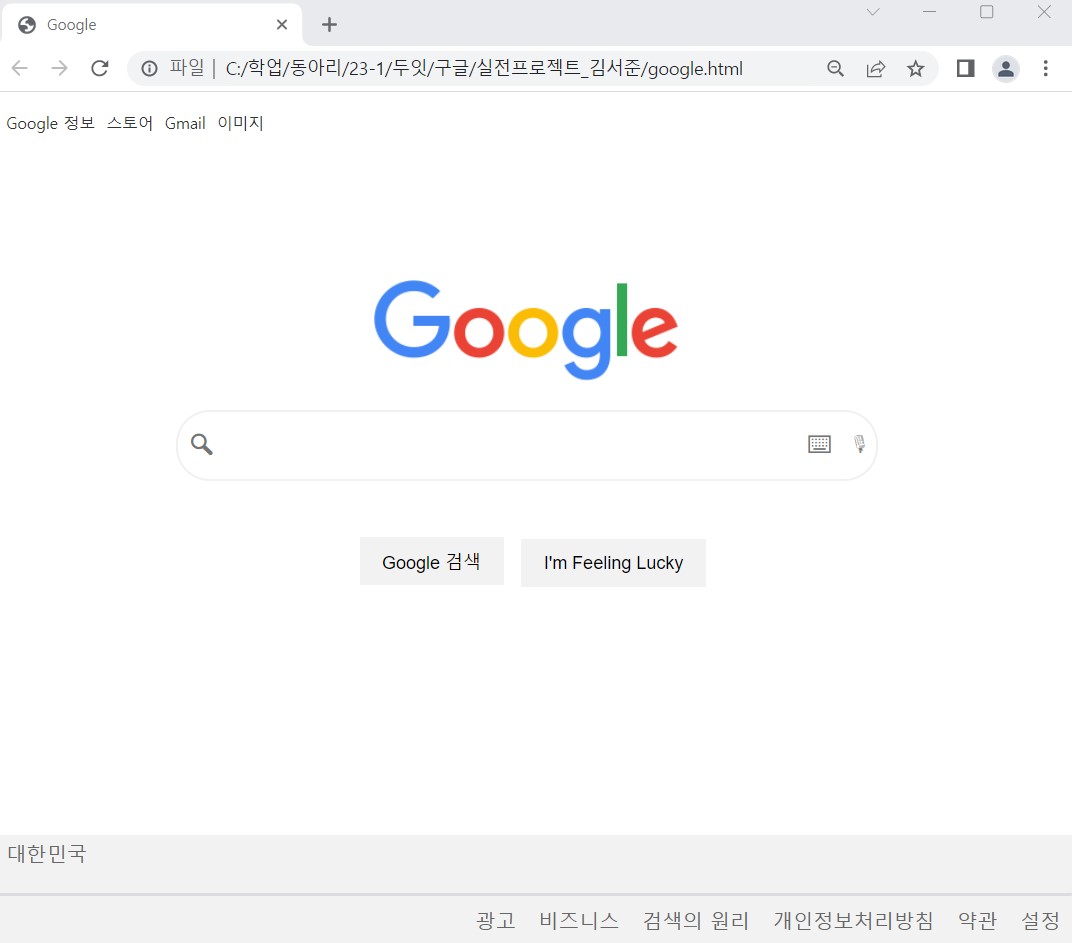 Google
파일 | C:/학업/동아리/23-1/두잇/구글/실전프로젝트_김서준/google.html
Google 정보 스토어 Gmail 이미지
Google
Google 검색 I'm Feeling Lucky
대한민국
광고 비즈니스 검색의 원리 개인정보처리방침 약관 설정